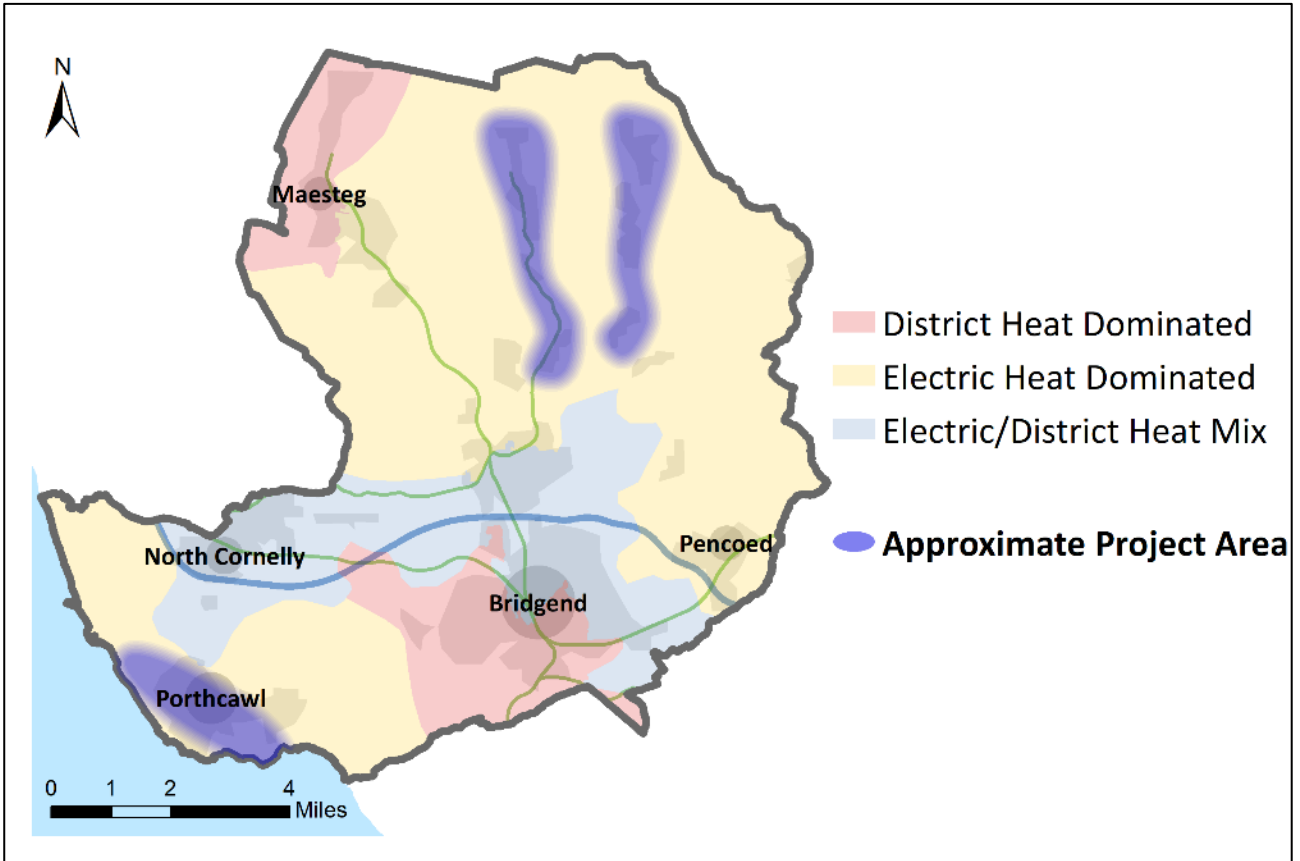 N
Maesteg
District Heat Dominated
Electric Heat Dominated
Electric/District Heat Mix
Approximate Project Area
North Cornelly
Pencoed
Bridgend
Porthcawl
0 1 2 4
Miles